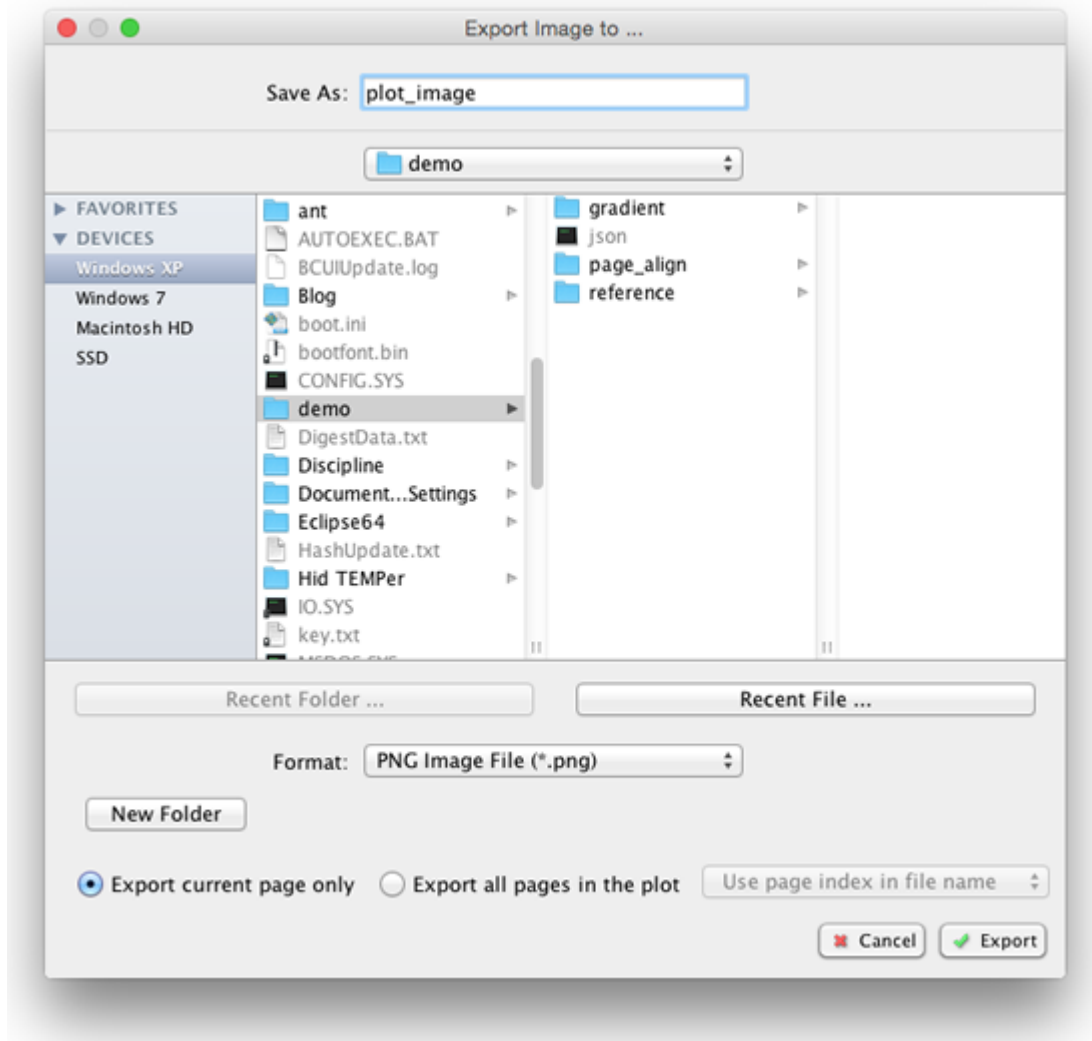 Export Image to ...
Save As: plot_image
demo
FAVORITES
DEVICES
Windows XP
Windows 7
Macintosh HD
SSD
ant
AUTOEXEC.BAT
BCUIUpdate.log
Blog
boot.ini
bootfont.bin
CONFIG.SYS
demo
DigestData.txt
Discipline
Document...Settings
Eclipse64
HashUpdate.txt
Hid TEMPer
IO.SYS
key.txt
gradient
json
page_align
reference
Recent Folder ...
Recent File ...
Format: PNG Image File (*.png)
New Folder
Export current page only
Export all pages in the plot
Use page index in file name
Cancel
Export